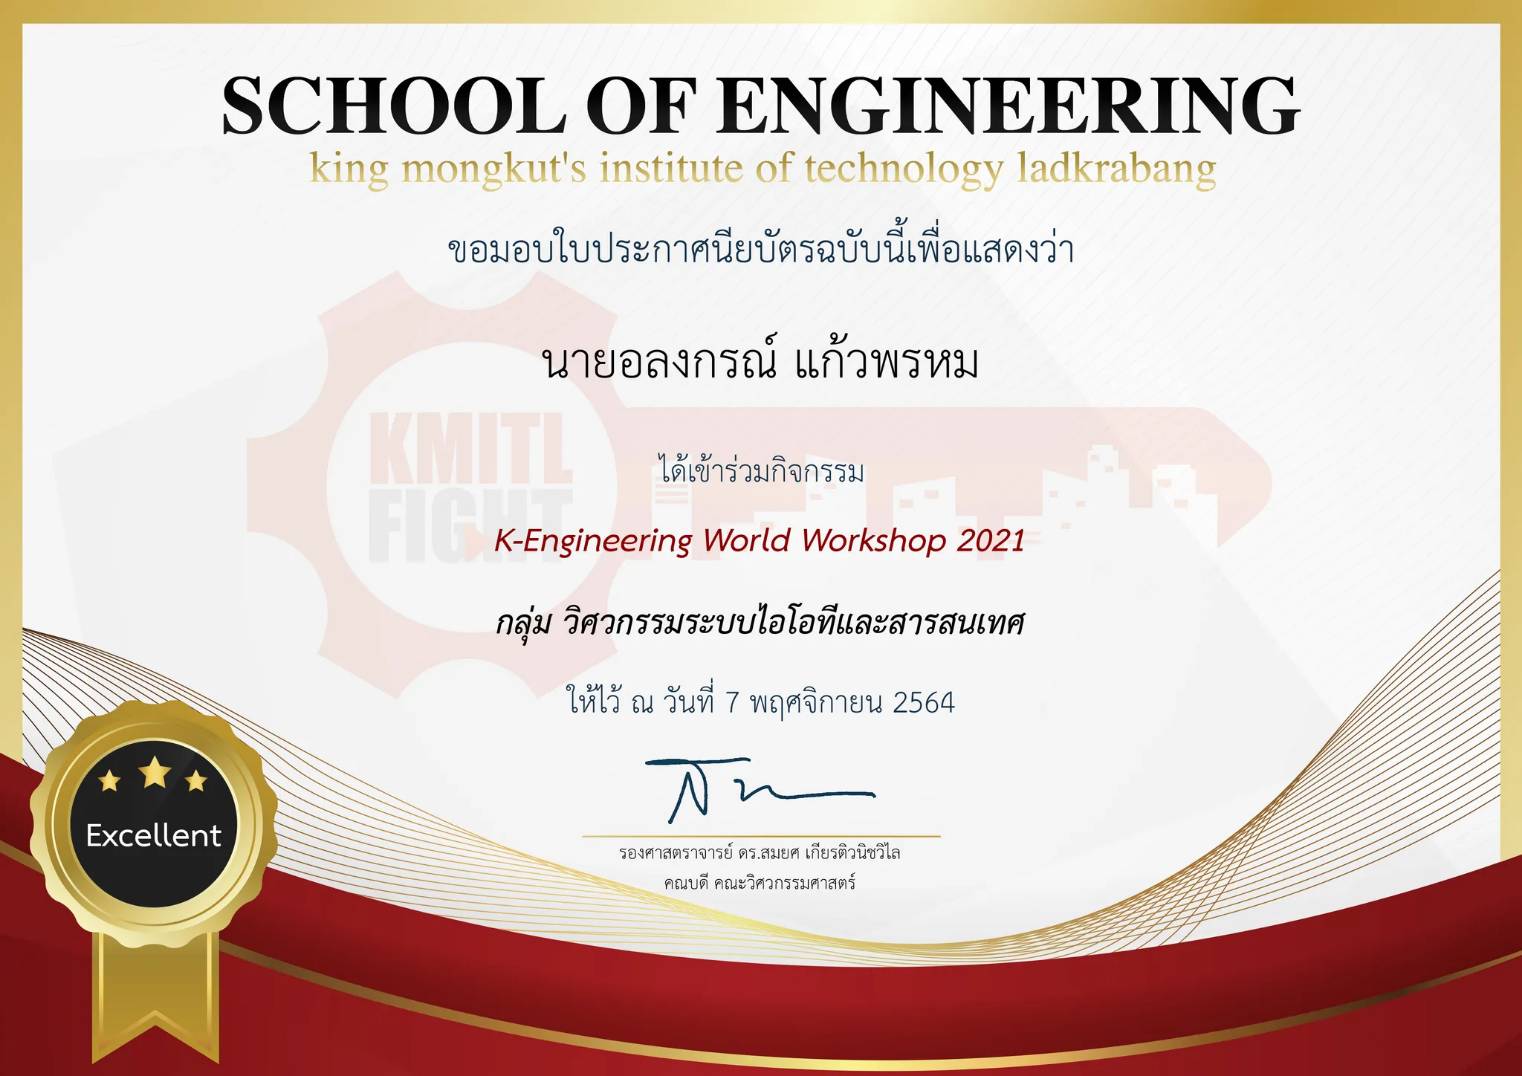 SCHOOL OF ENGINEERING
king mongkut's institute of technology ladkrabang
ขอมอบใบประกาศนียบัตรฉบับนี้เพื่อแสดงว่า
นายอลงกรณ์ แก้วพรหม
KMITL
FIGHT
ได้เข้าร่วมกิจกรรม
K-Engineering World Workshop 2021
กลุ่ม วิศวกรรมระบบไอโอทีและสารสนเทศ
ให้ไว้ ณ วันที่ 7 พฤศจิกายน 2564
Excellent
รองศาสตราจารย์ ดร.สมยศ เกียรติวนิชวิไล
คณบดี คณะวิศวกรรมศาสตร์